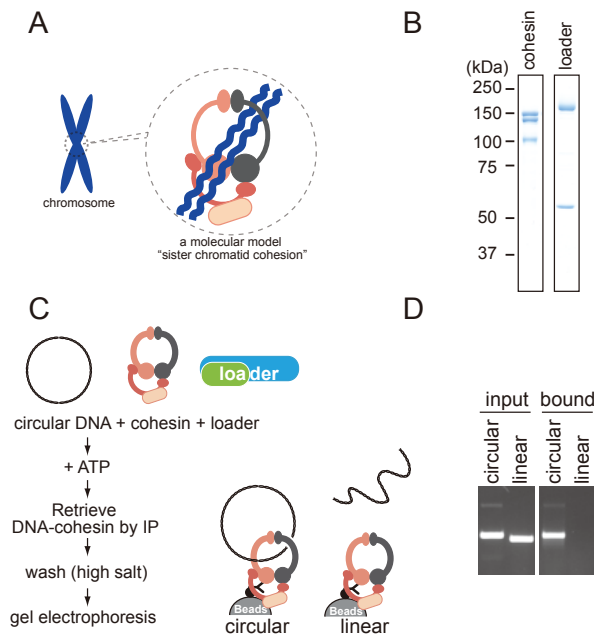 A
chromosome
a molecular model
"sister chromatid cohesion"
B
(kDa)
cohesin
loader
250
150
100
75
50
37
C
loader
circular DNA + cohesin + loader
+ ATP
Retrieve
DNA-cohesin by IP
wash (high salt)
gel electrophoresis
Beads
circular
Beads
linear
D
input
bound
circular
linear
circular
linear